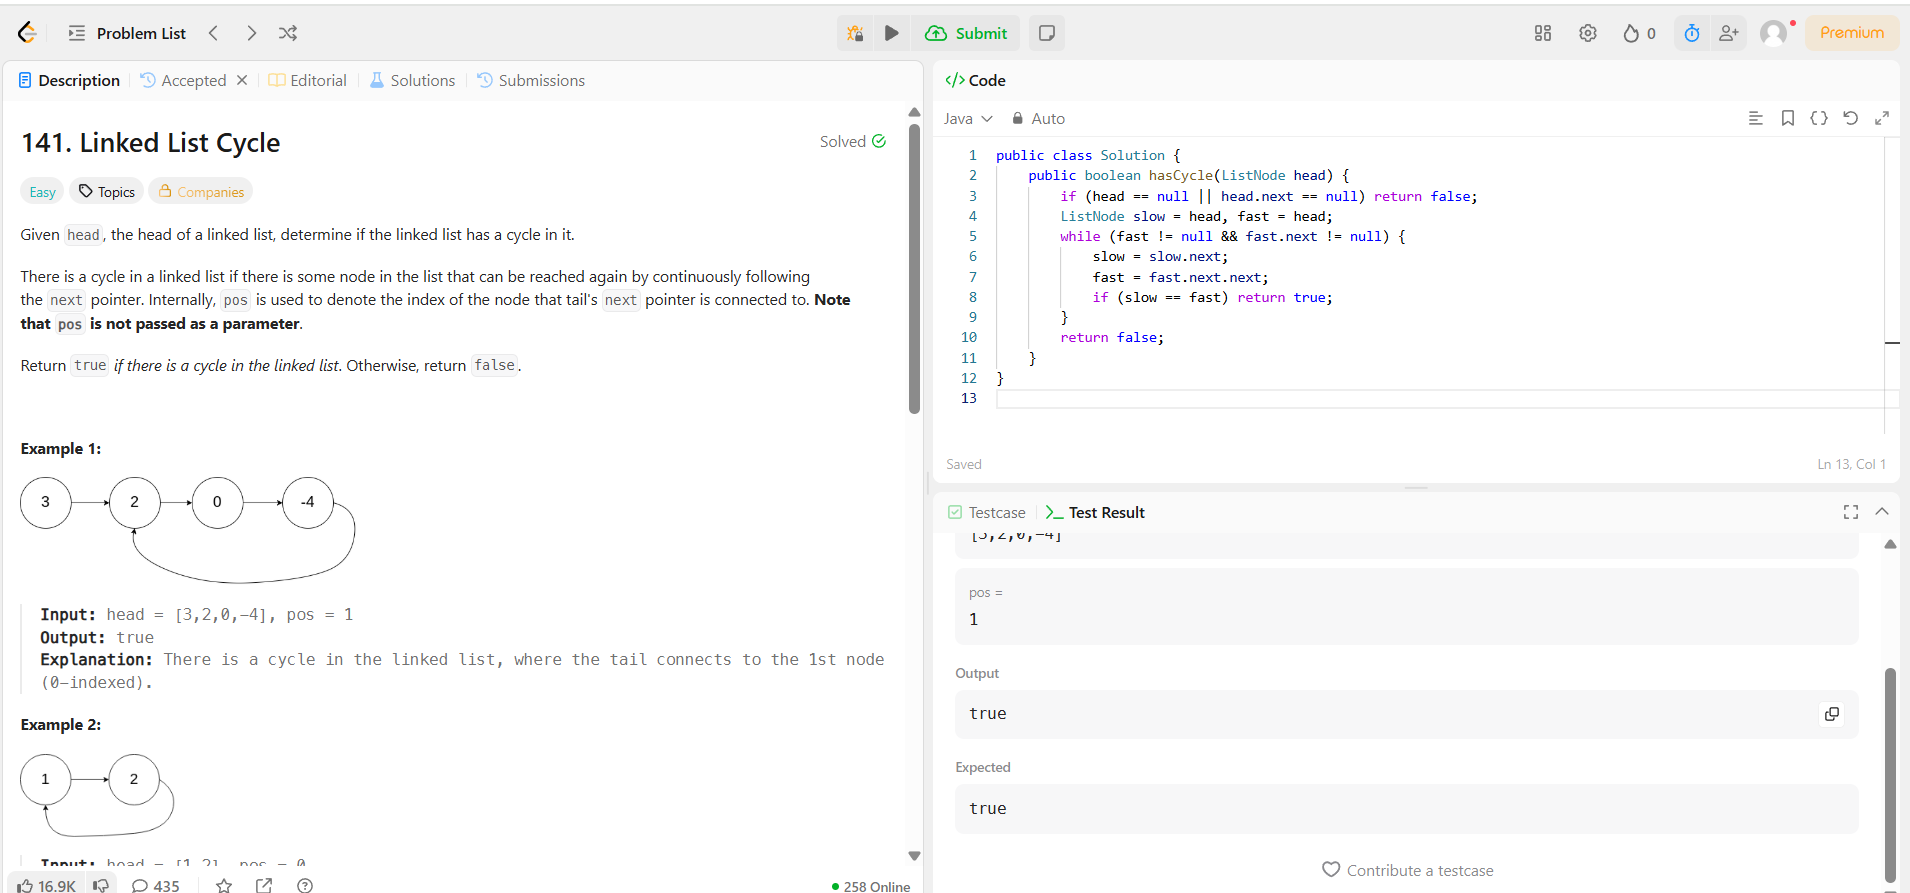 Problem List
Submit
0
Premium
Description
Accepted
Editorial
Solutions
Submissions
141. Linked List Cycle
Solved
Easy
Topics
Companies
Given head, the head of a linked list, determine if the linked list has a cycle in it.
There is a cycle in a linked list if there is some node in the list that can be reached again by continuously following
the next pointer. Internally, pos is used to denote the index of the node that tail's next pointer is connected to. Note
that pos is not passed as a parameter.
Return true if there is a cycle in the linked list. Otherwise, return false.
Example 1:
3 2 0 -4
Input: head = [3,2,0,-4], pos = 1
Output: true
Explanation: There is a cycle in the linked list, where the tail connects to the 1st node
(0-indexed).
Example 2:
1 2
Input: head = [1,2], pos = 0
16.9K
435
258 Online
Code
Java
Auto
1 public class Solution {
2 public boolean hasCycle(ListNode head) {
3 if (head == null || head.next == null) return false;
4 ListNode slow = head, fast = head;
5 while (fast != null && fast.next != null) {
6 slow = slow.next;
7 fast = fast.next.next;
8 if (slow == fast) return true;
9 }
10 return false;
11 }
12 }
13
Saved
Ln 13, Col 1
Testcase
Test Result
[3,2,0,-4]
pos =
1
Output
true
Expected
true
Contribute a testcase